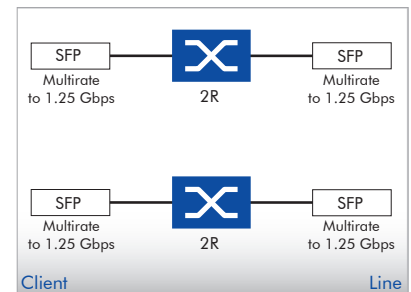 SFP
SFP
Multirate
to 1.25 Gbps
2R
Multirate
to 1.25 Gbps
SFP
SFP
Multirate
to 1.25 Gbps
2R
Multirate
to 1.25 Gbps
Client
Line